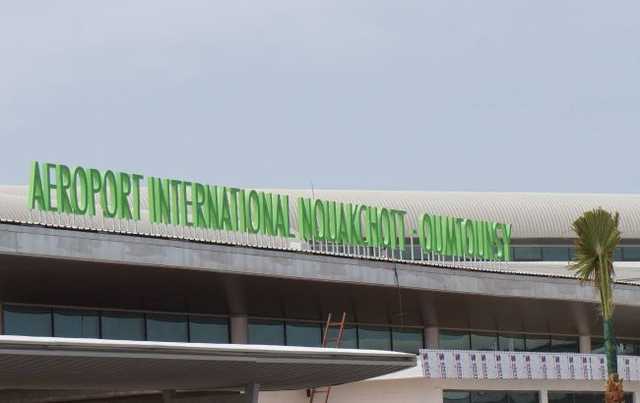 AEROPORT INTERNATIONAL NOUAKCHOTT - OUMTOUNSY